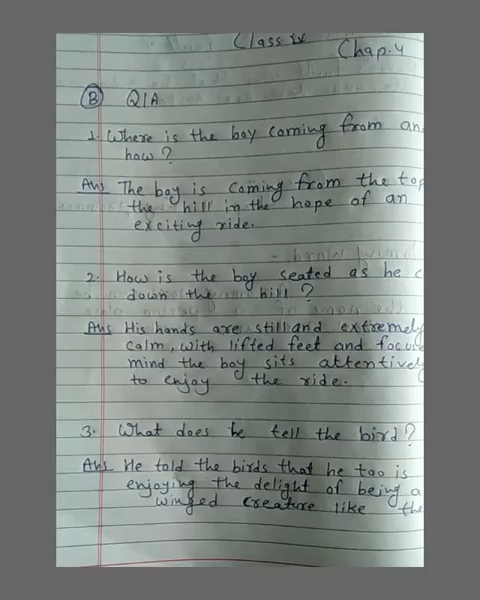 Class IV
Chap. 4
(B) Q/A
1. Where is the boy coming from an
how?
Ans The boy is coming from the top
the hill in the hope of an
exciting ride.
2. How is the boy seated as he c
down the hill?
Ans His hands are still and extremely
calm, with lifted feet and focus
mind the boy sits attentively
to enjoy the ride.
3. What does he tell the bird?
Ans He told the birds that he too is
enjoying the delight of being a
winged creature like the